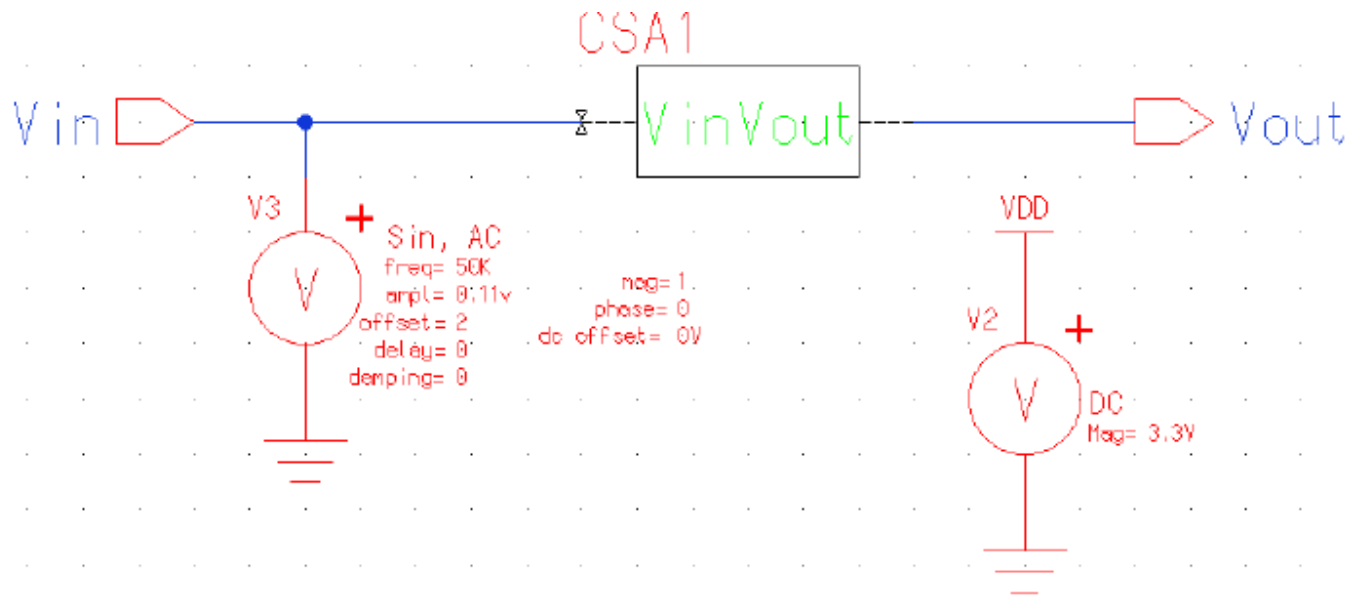 CSA1
Vin
VinVout
Vout
V3
+
Sin, AC
freq= 50K
ampl= 0.11v
offset= 2
delay= 0
damping= 0
V
mag= 1
phase= 0
dc offset= 0V
VDD
V2
+
V
DC
Mag= 3.3V